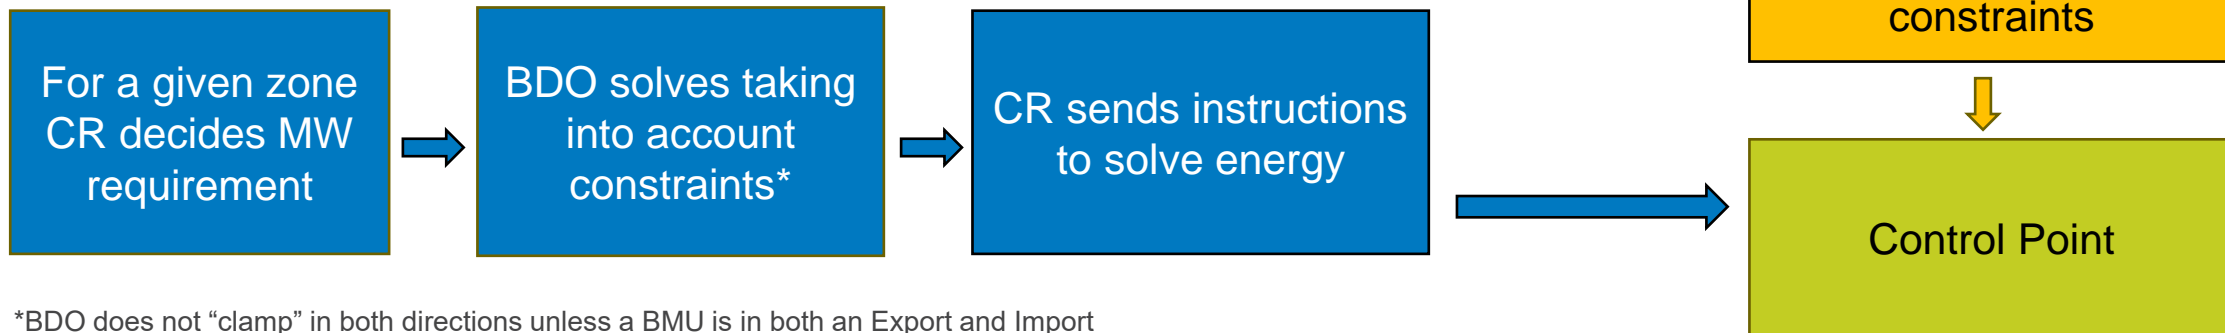 For a given zone
CR decides MW
requirement
BDO solves taking
into account
constraints*
CR sends instructions
to solve energy
constraints
Control Point
*BDO does not “clamp” in both directions unless a BMU is in both an Export and Import